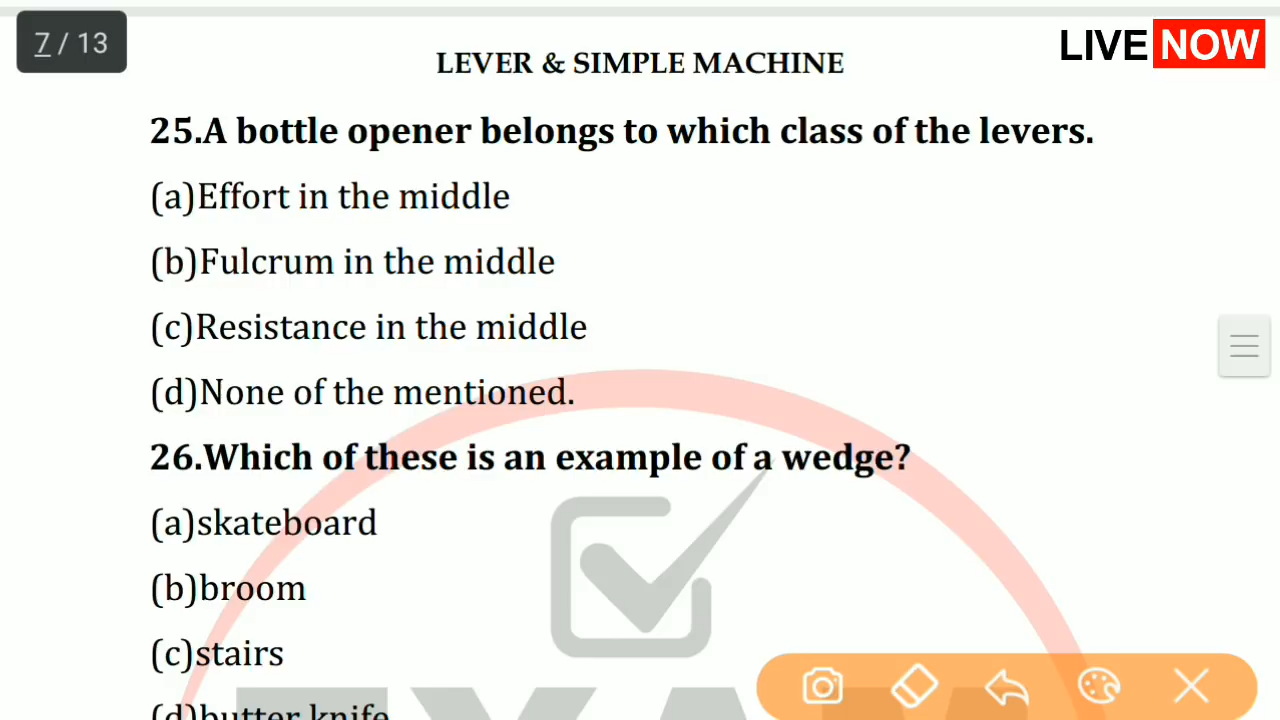 7 / 13
LIVE NOW
LEVER & SIMPLE MACHINE
25.A bottle opener belongs to which class of the levers.
(a)Effort in the middle
(b)Fulcrum in the middle
(c)Resistance in the middle
(d)None of the mentioned.
26.Which of these is an example of a wedge?
(a)skateboard
(b)broom
(c)stairs
(d)butter knife